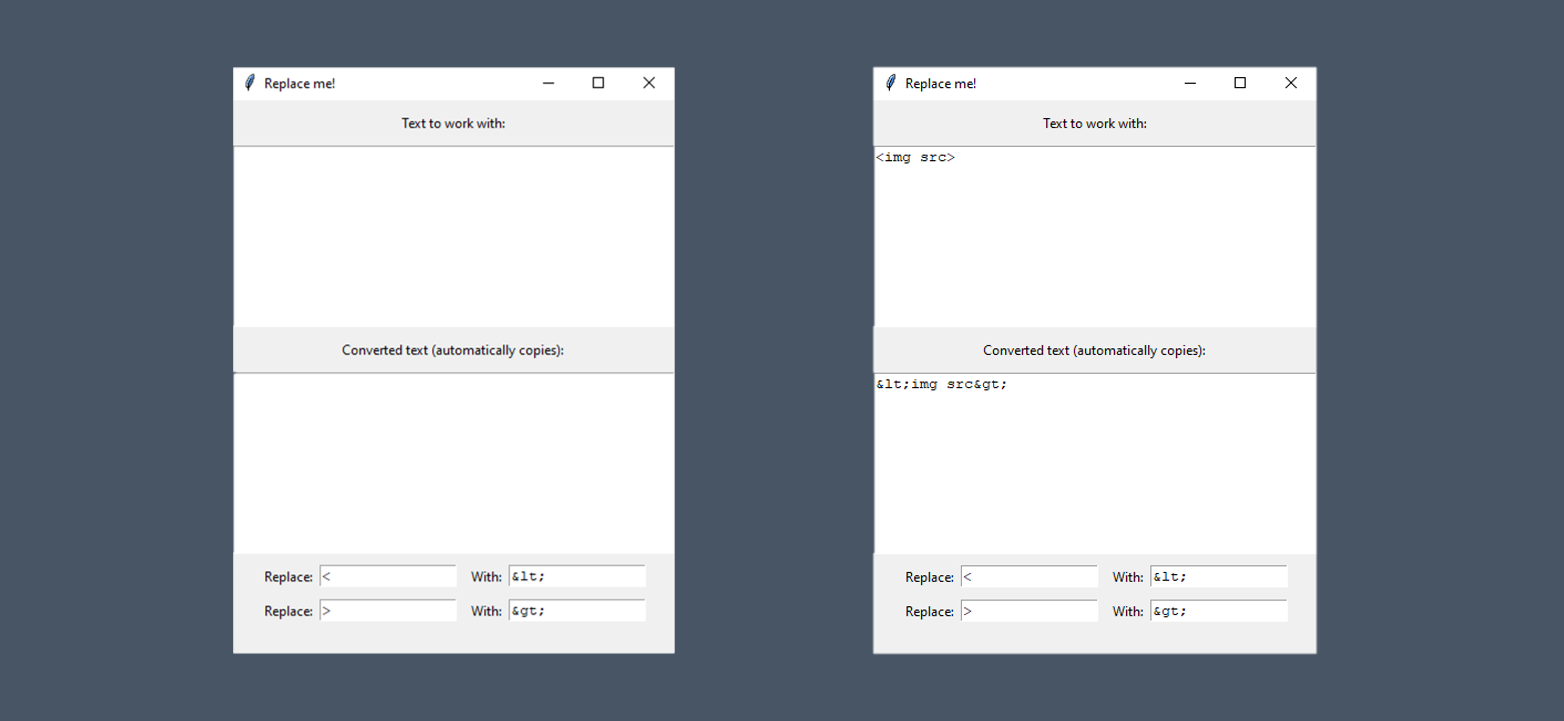 Replace me!
Text to work with:
Converted text (automatically copies):
Replace: < With: &lt;
Replace: > With: &gt;
Replace me!
Text to work with:
<img src>
Converted text (automatically copies):
&lt;img src&gt;
Replace: < With: &lt;
Replace: > With: &gt;